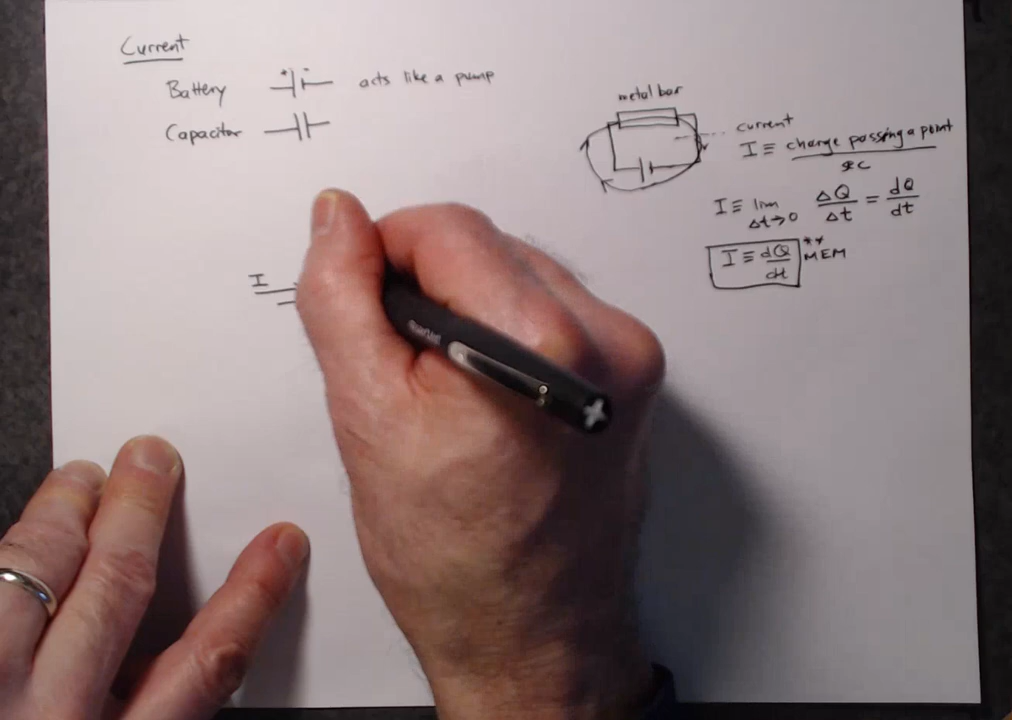 Current
Battery + - acts like a pump
Capacitor
metal bar
current
I ≡ charge passing a point
sec
I ≡ lim Δt→0 ΔQ/Δt = dQ/dt
I ≡ dQ/dt ** MEM
I